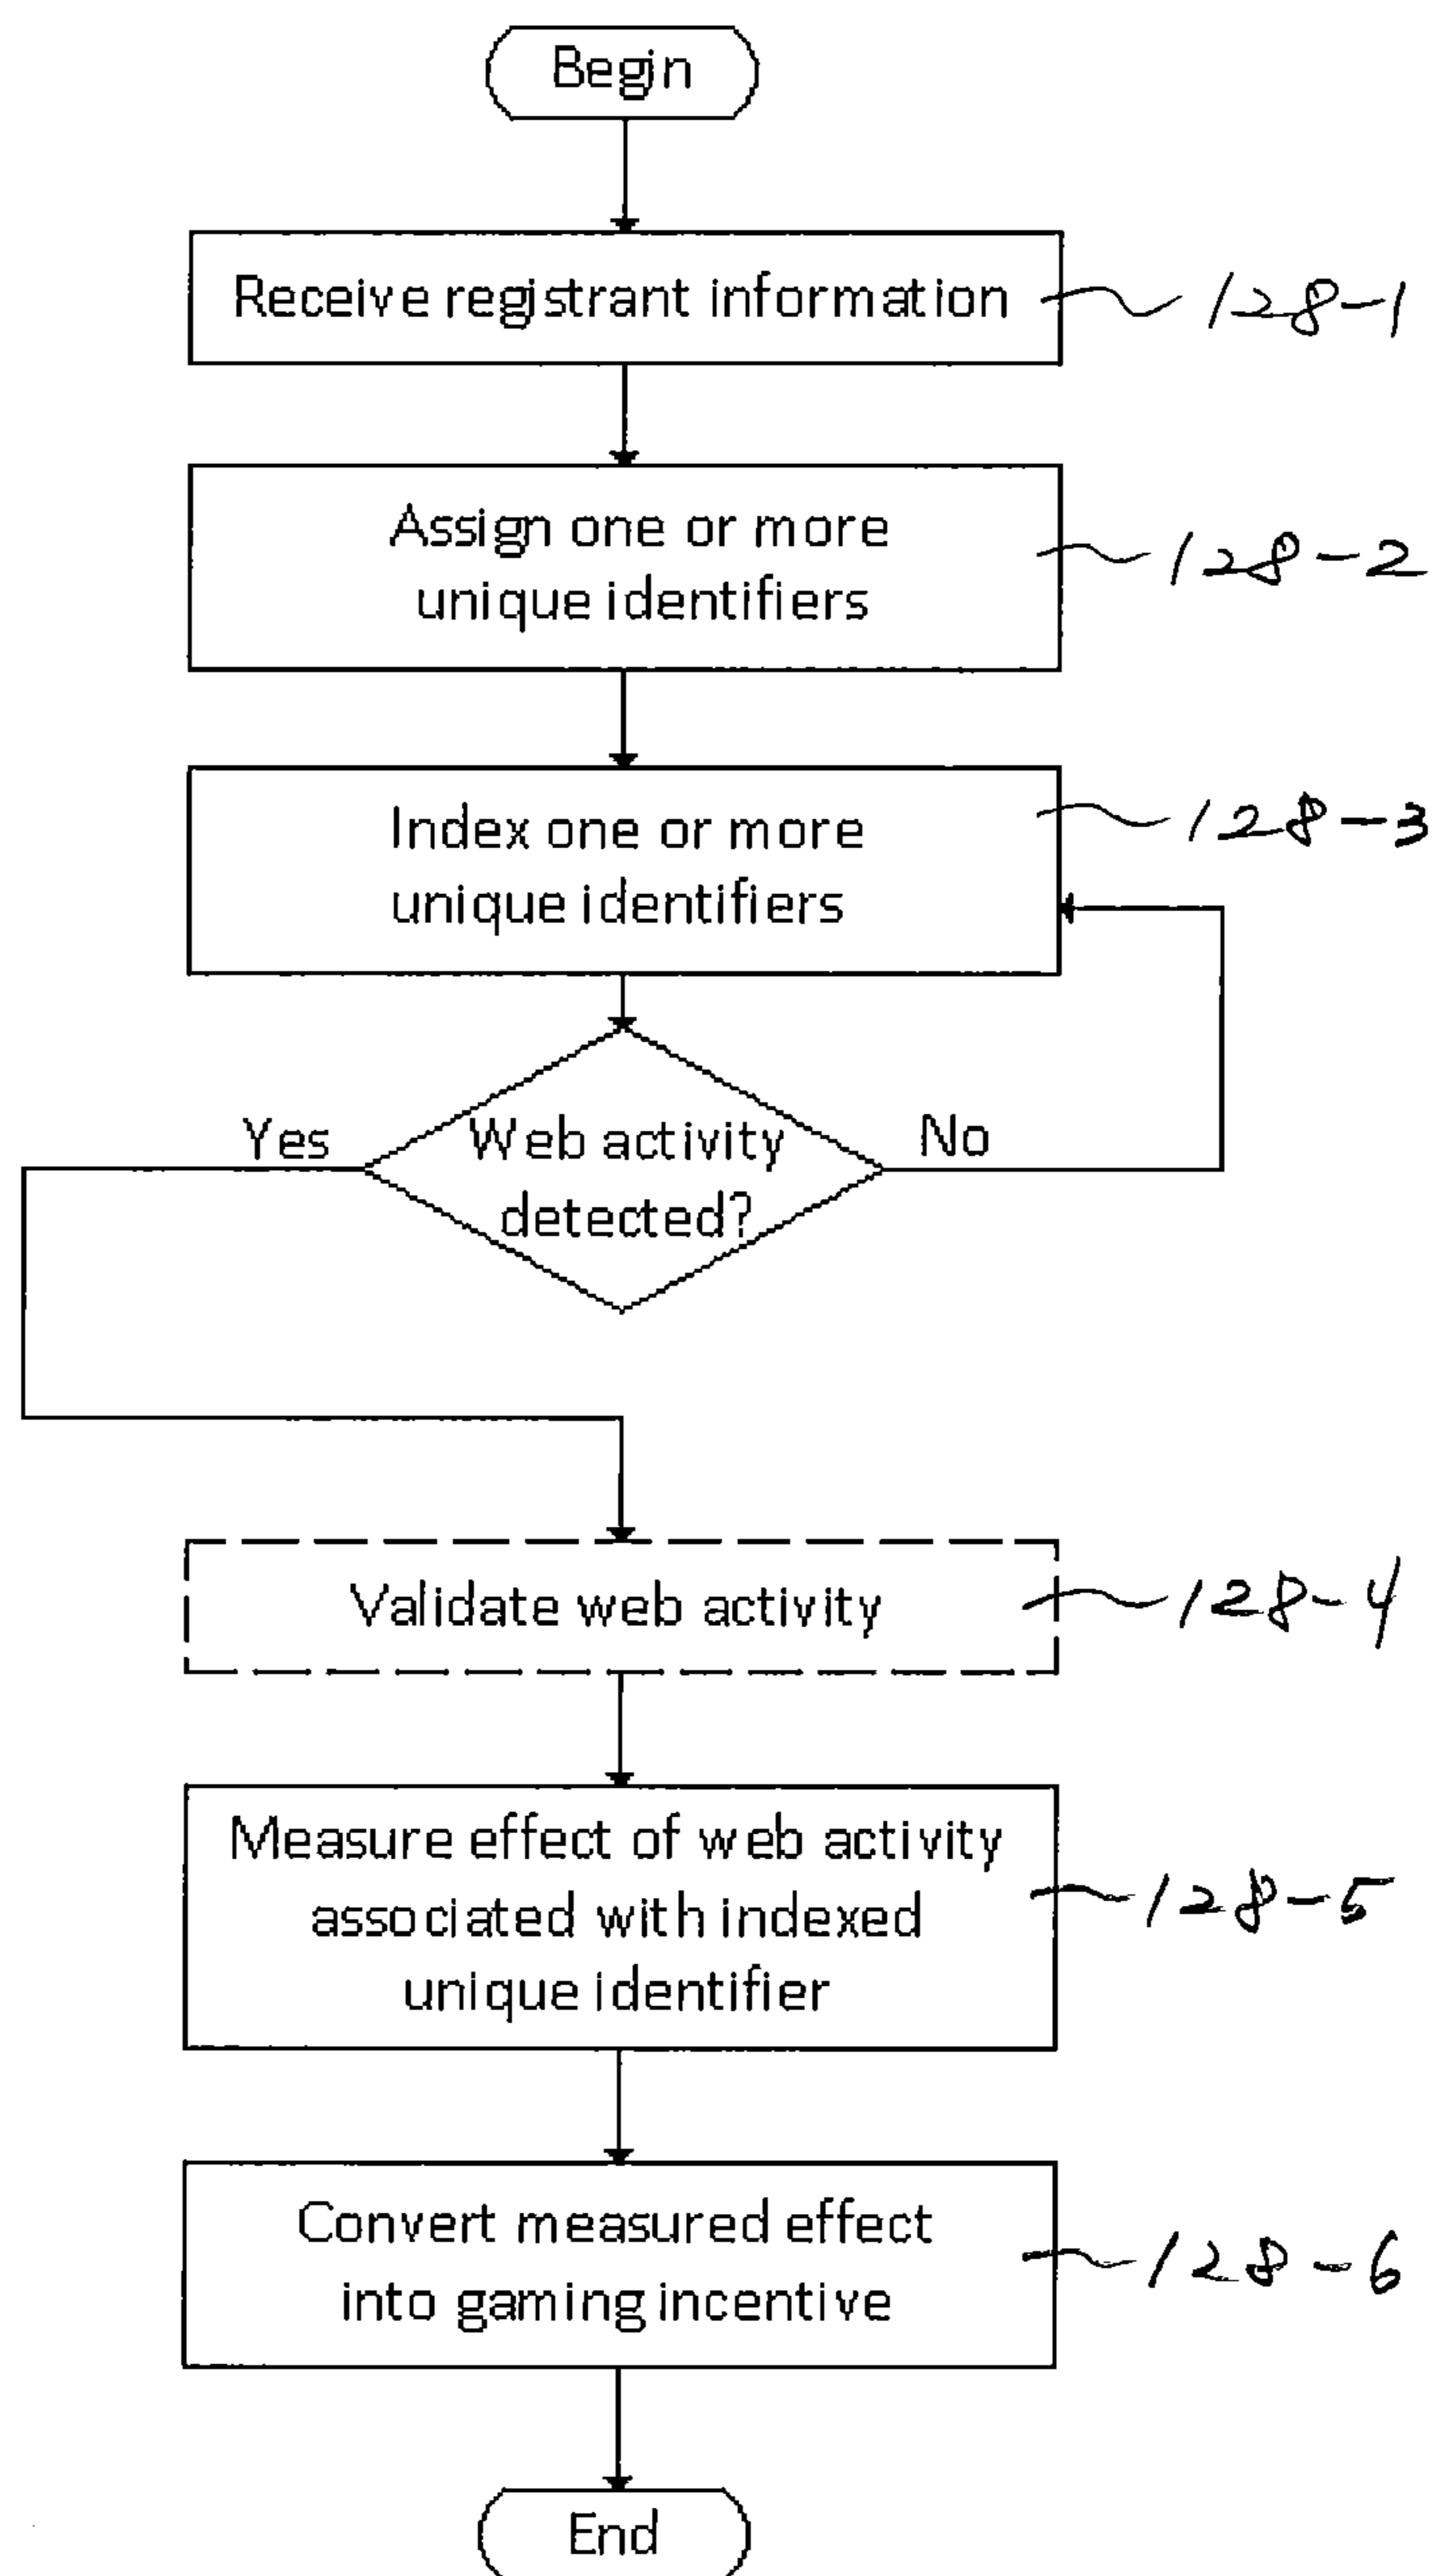 Begin
Receive registrant information
128-1
Assign one or more
unique identifiers
128-2
Index one or more
unique identifiers
128-3
Yes
Web activity
detected?
No
Validate web activity
128-4
Measure effect of web activity
associated with indexed
unique identifier
128-5
Convert measured effect
into gaming incentive
128-6
End